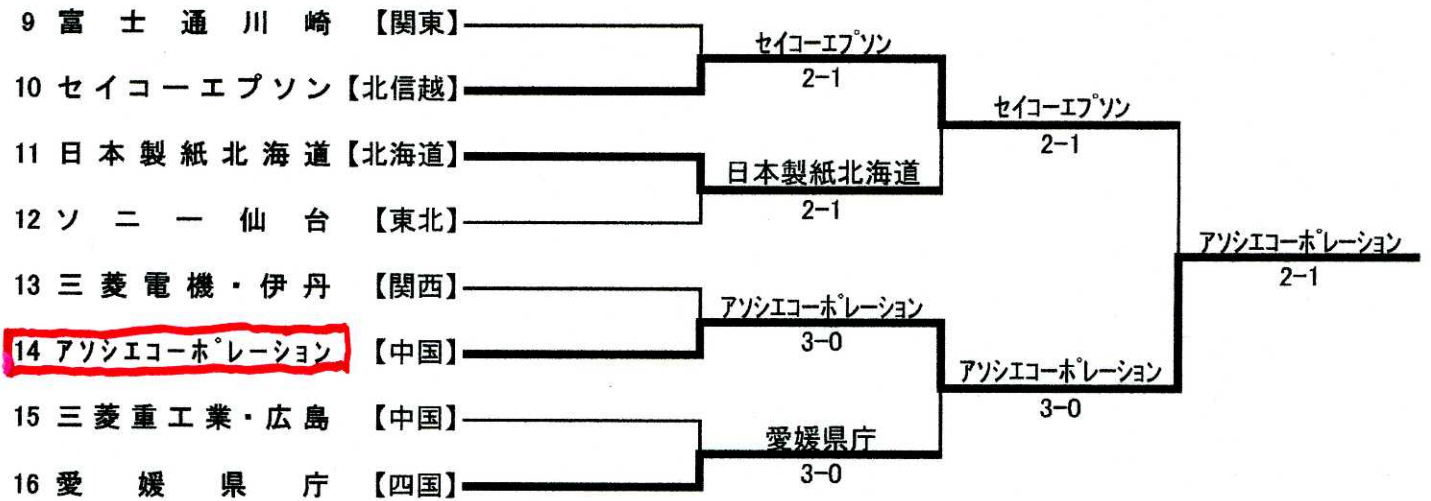 9 富士通川崎 【関東】
セイコーエプソン
2-1
10 セイコーエプソン 【北信越】
セイコーエプソン
2-1
11 日本製紙北海道 【北海道】
日本製紙北海道
2-1
12 ソニー仙台 【東北】
アソシエコーポレーション
2-1
13 三菱電機・伊丹 【関西】
アソシエコーポレーション
3-0
14 アソシエコーポレーション 【中国】
アソシエコーポレーション
3-0
15 三菱重工業・広島 【中国】
愛媛県庁
3-0
16 愛媛県庁 【四国】